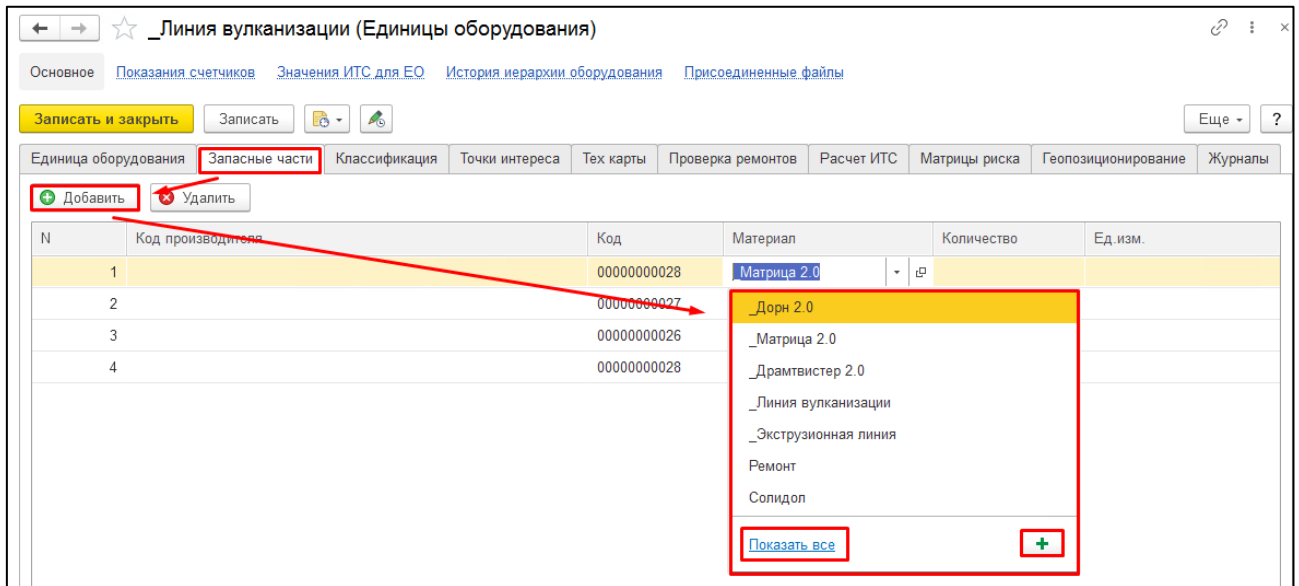 _Линия вулканизации (Единицы оборудования)
Основное Показания счетчиков Значения ИТС для ЕО История иерархии оборудования Присоединенные файлы
Записать и закрыть Записать Еще ?
Единица оборудования Запасные части Классификация Точки интереса Тех карты Проверка ремонтов Расчет ИТС Матрицы риска Геопозиционирование Журналы
Добавить Удалить
N Код производителя Код Материал Количество Ед.изм.
1 00000000028 _Матрица 2.0
2 00000000027 _Дорн 2.0
_Матрица 2.0
3 00000000026
4 00000000028 _Драмтвистер 2.0
_Линия вулканизации
_Экструзионная линия
Ремонт
Солидол
Показать все +